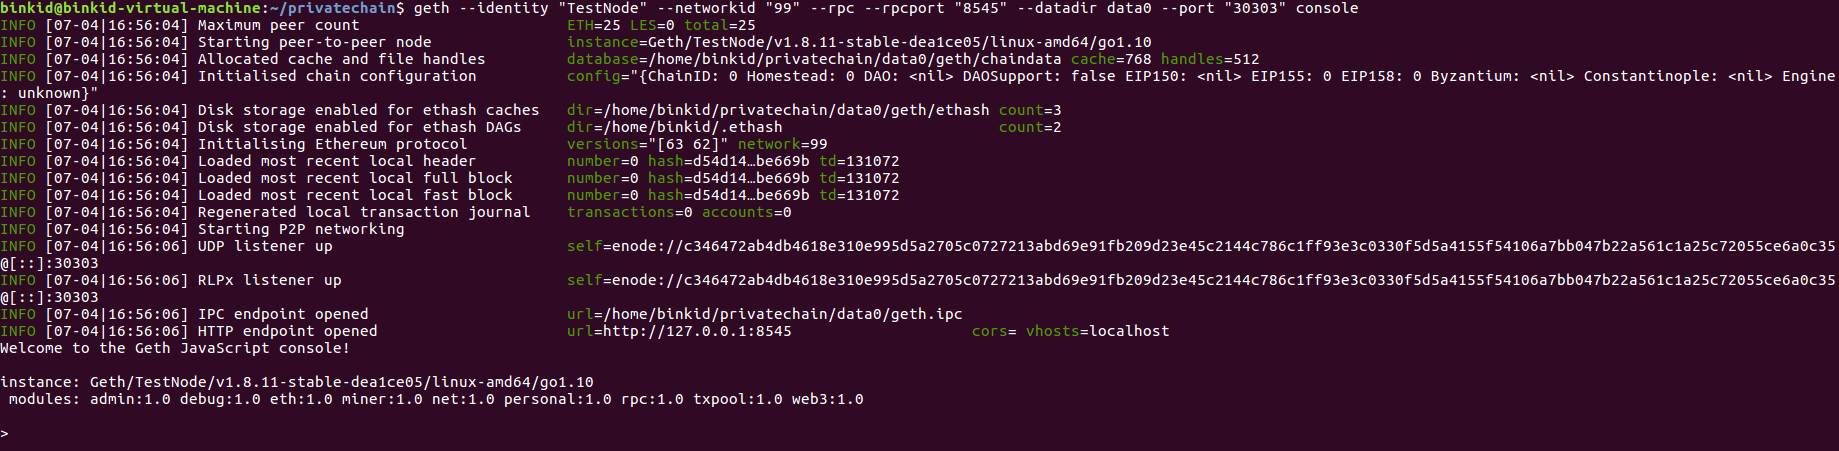 binkid@binkid-virtual-machine:~/privatechain$ geth --identity "TestNode" --networkid "99" --rpc --rpcport "8545" --datadir data0 --port "30303" console
INFO [07-04|16:56:04] Maximum peer count ETH=25 LES=0 total=25
INFO [07-04|16:56:04] Starting peer-to-peer node instance=Geth/TestNode/v1.8.11-stable-dea1ce05/linux-amd64/go1.10
INFO [07-04|16:56:04] Allocated cache and file handles database=/home/binkid/privatechain/data0/geth/chaindata cache=768 handles=512
INFO [07-04|16:56:04] Initialised chain configuration config="{ChainID: 0 Homestead: 0 DAO: <nil> DAOSupport: false EIP150: <nil> EIP155: 0 EIP158: 0 Byzantium: <nil> Constantinople: <nil> Engine
: unknown}"
INFO [07-04|16:56:04] Disk storage enabled for ethash caches dir=/home/binkid/privatechain/data0/geth/ethash count=3
INFO [07-04|16:56:04] Disk storage enabled for ethash DAGs dir=/home/binkid/.ethash count=2
INFO [07-04|16:56:04] Initialising Ethereum protocol versions="[63 62]" network=99
INFO [07-04|16:56:04] Loaded most recent local header number=0 hash=d54d14…be669b td=131072
INFO [07-04|16:56:04] Loaded most recent local full block number=0 hash=d54d14…be669b td=131072
INFO [07-04|16:56:04] Loaded most recent local fast block number=0 hash=d54d14…be669b td=131072
INFO [07-04|16:56:04] Regenerated local transaction journal transactions=0 accounts=0
INFO [07-04|16:56:04] Starting P2P networking
INFO [07-04|16:56:06] UDP listener up self=enode://c346472ab4db4618e310e995d5a2705c0727213abd69e91fb209d23e45c2144c786c1ff93e3c0330f5d5a4155f54106a7bb047b22a561c1a25c72055ce6a0c35
@[::]:30303
INFO [07-04|16:56:06] RLPx listener up self=enode://c346472ab4db4618e310e995d5a2705c0727213abd69e91fb209d23e45c2144c786c1ff93e3c0330f5d5a4155f54106a7bb047b22a561c1a25c72055ce6a0c35
@[::]:30303
INFO [07-04|16:56:06] IPC endpoint opened url=/home/binkid/privatechain/data0/geth.ipc
INFO [07-04|16:56:06] HTTP endpoint opened url=http://127.0.0.1:8545 cors= vhosts=localhost
Welcome to the Geth JavaScript console!
instance: Geth/TestNode/v1.8.11-stable-dea1ce05/linux-amd64/go1.10
modules: admin:1.0 debug:1.0 eth:1.0 miner:1.0 net:1.0 personal:1.0 rpc:1.0 txpool:1.0 web3:1.0
>